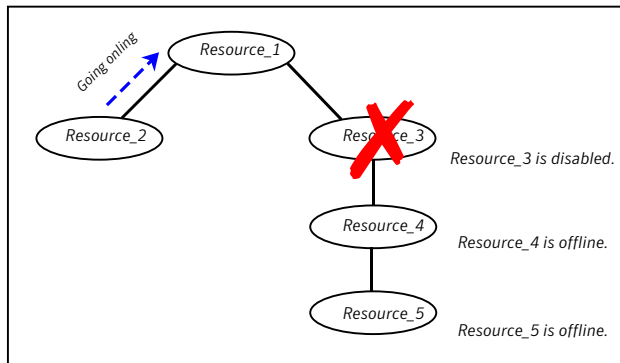 Going onling
Resource_1
Resource_2
Resource_3
Resource_3 is disabled.
Resource_4
Resource_4 is offline.
Resource_5
Resource_5 is offline.